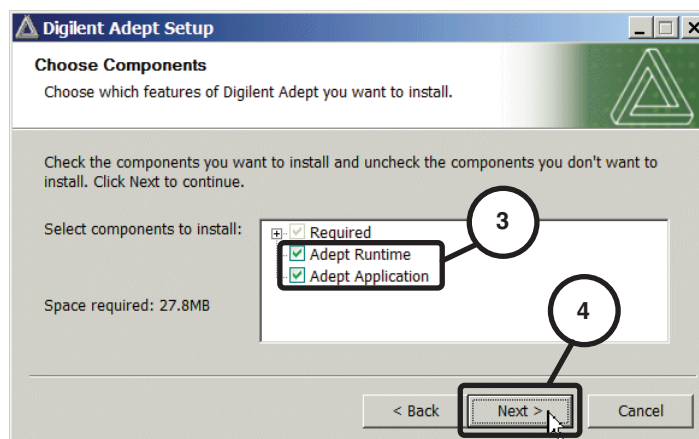 Digilent Adept Setup
Choose Components
Choose which features of Digilent Adept you want to install.
Check the components you want to install and uncheck the components you don't want to
install. Click Next to continue.
Select components to install:
Required
Adept Runtime
Adept Application
3
Space required: 27.8MB
4
< Back
Next >
Cancel